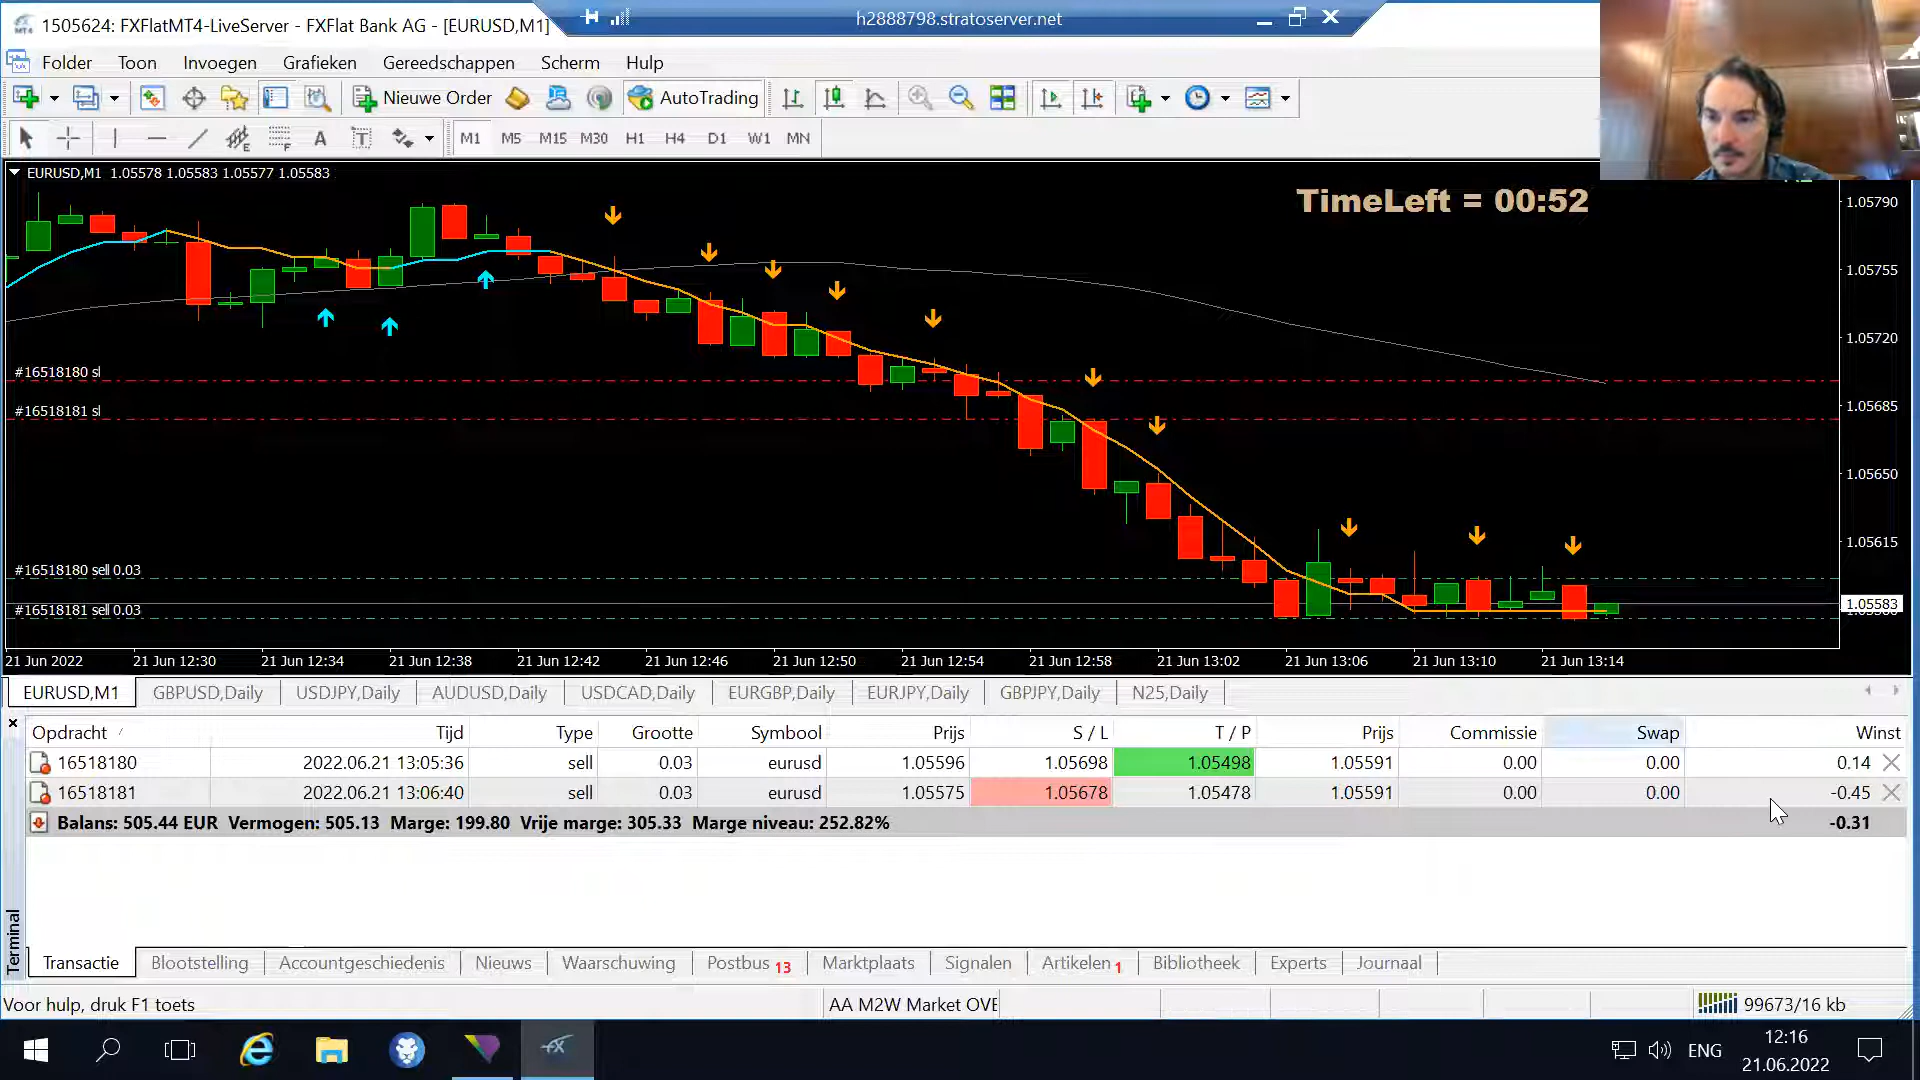 1505624: FXFlatMT4-LiveServer - FXFlat Bank AG - [EURUSD,M1]
h2888798.stratoserver.net
Folder Toon Invoegen Grafieken Gereedschappen Scherm Hulp
Nieuwe Order AutoTrading
A T M1 M5 M15 M30 H1 H4 D1 W1 MN
EURUSD,M1 1.05578 1.05583 1.05577 1.05583
TimeLeft = 00:52
1.05790
1.05755
1.05720
#16518180 sl
1.05685
#16518181 sl
1.05650
1.05615
#16518180 sell 0.03
#16518181 sell 0.03
1.05583
21 Jun 2022 21 Jun 12:30 21 Jun 12:34 21 Jun 12:38 21 Jun 12:42 21 Jun 12:46 21 Jun 12:50 21 Jun 12:54 21 Jun 12:58 21 Jun 13:02 21 Jun 13:06 21 Jun 13:10 21 Jun 13:14
EURUSD,M1 GBPUSD,Daily USDJPY,Daily AUDUSD,Daily USDCAD,Daily EURGBP,Daily EURJPY,Daily GBPJPY,Daily N25,Daily
Opdracht Tijd Type Grootte Symbool Prijs S / L T / P Prijs Commissie Swap Winst
16518180 2022.06.21 13:05:36 sell 0.03 eurusd 1.05596 1.05698 1.05498 1.05591 0.00 0.00 0.14
16518181 2022.06.21 13:06:40 sell 0.03 eurusd 1.05575 1.05678 1.05478 1.05591 0.00 0.00 -0.45
Balans: 505.44 EUR Vermogen: 505.13 Marge: 199.80 Vrije marge: 305.33 Marge niveau: 252.82% -0.31
Terminal
Transactie Blootstelling Accountgeschiedenis Nieuws Waarschuwing Postbus 13 Marktplaats Signalen Artikelen 1 Bibliotheek Experts Journaal
Voor hulp, druk F1 toets AA M2W Market OVE 99673/16 kb
ENG
12:16
21.06.2022